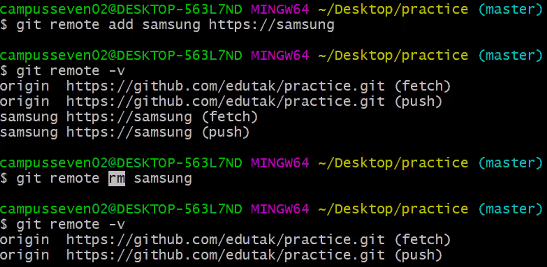 campusseven02@DESKTOP-563L7ND MINGW64 ~/Desktop/practice (master)
$ git remote add samsung https://samsung
campusseven02@DESKTOP-563L7ND MINGW64 ~/Desktop/practice (master)
$ git remote -v
origin  https://github.com/edutak/practice.git (fetch)
origin  https://github.com/edutak/practice.git (push)
samsung https://samsung (fetch)
samsung https://samsung (push)
campusseven02@DESKTOP-563L7ND MINGW64 ~/Desktop/practice (master)
$ git remote rm samsung
campusseven02@DESKTOP-563L7ND MINGW64 ~/Desktop/practice (master)
$ git remote -v
origin  https://github.com/edutak/practice.git (fetch)
origin  https://github.com/edutak/practice.git (push)